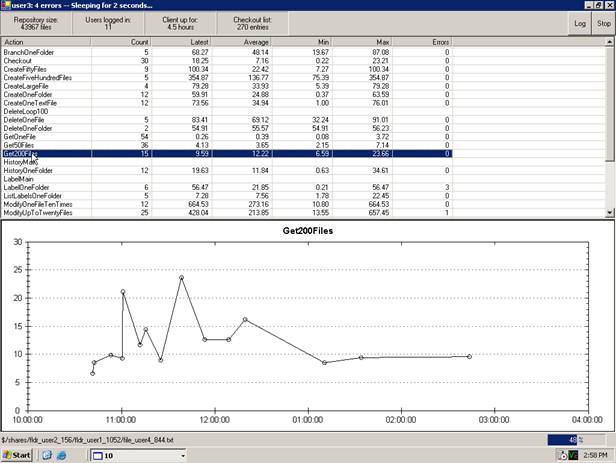 user3: 4 errors -- Sleeping for 2 seconds...
Repository size: Users logged in: Client up for: Checkout list: Log Stop
43967 files 11 4.5 hours 270 entries
Action Count Latest Average Min Max Errors
BranchOneFolder 5 68.27 48.14 19.67 87.08 0
Checkout 30 18.25 7.16 0.22 23.21 0
CreateFiftyFiles 9 100.34 22.42 7.27 100.34 0
CreateFiveHundredFiles 5 354.87 136.77 75.39 354.87 0
CreateLargeFile 4 79.28 33.93 5.39 79.28 0
CreateOneFolder 12 59.91 24.88 0.37 63.59 0
CreateOneTextFile 12 73.56 34.94 1.00 76.01 0
DeleteLoop100
DeleteOneFile 5 83.41 69.12 32.24 91.01 0
DeleteOneFolder 2 54.91 55.57 54.91 56.23 0
GetOneFile 54 0.26 0.39 0.08 3.72 0
Get50Files 36 4.13 3.65 2.15 7.14 0
Get200Files 15 9.59 12.22 6.59 23.66 0
HistoryMain
HistoryOneFolder 12 19.63 11.84 0.63 34.61 0
LabelMain
LabelOneFolder 6 56.47 21.85 0.21 56.47 3
ListLabelsOneFolder 5 7.28 7.56 1.78 22.45 0
ModifyOneFileTenTimes 12 664.53 273.16 10.80 664.53 0
ModifyUpToTwentyFiles 25 428.04 213.85 13.55 657.45 1
Get200Files
30
25
20
15
10
5
0
10:00:00 11:00:00 12:00:00 01:00:00 02:00:00 03:00:00 04:00:00
$/shares/fldr_user2_156/fldr_user1_1052/file_user4_844.txt 48 %
Start 10 2:58 PM